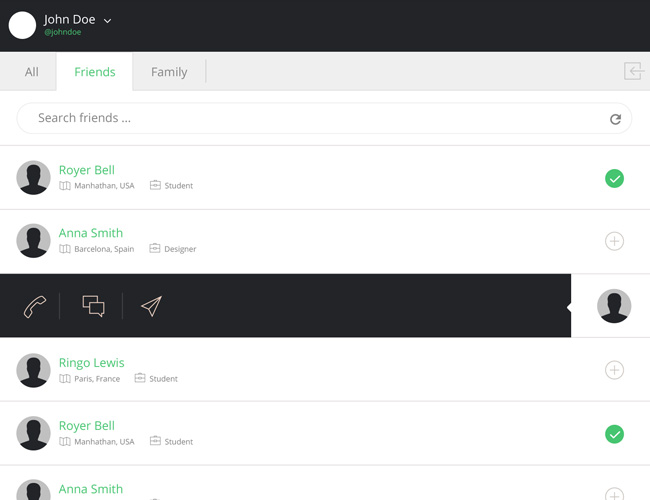 John Doe
@johndoe
All Friends Family
Search friends ...
Royer Bell
Manhathan, USA Student
Anna Smith
Barcelona, Spain Designer
Ringo Lewis
Paris, France Student
Royer Bell
Manhathan, USA Student
Anna Smith